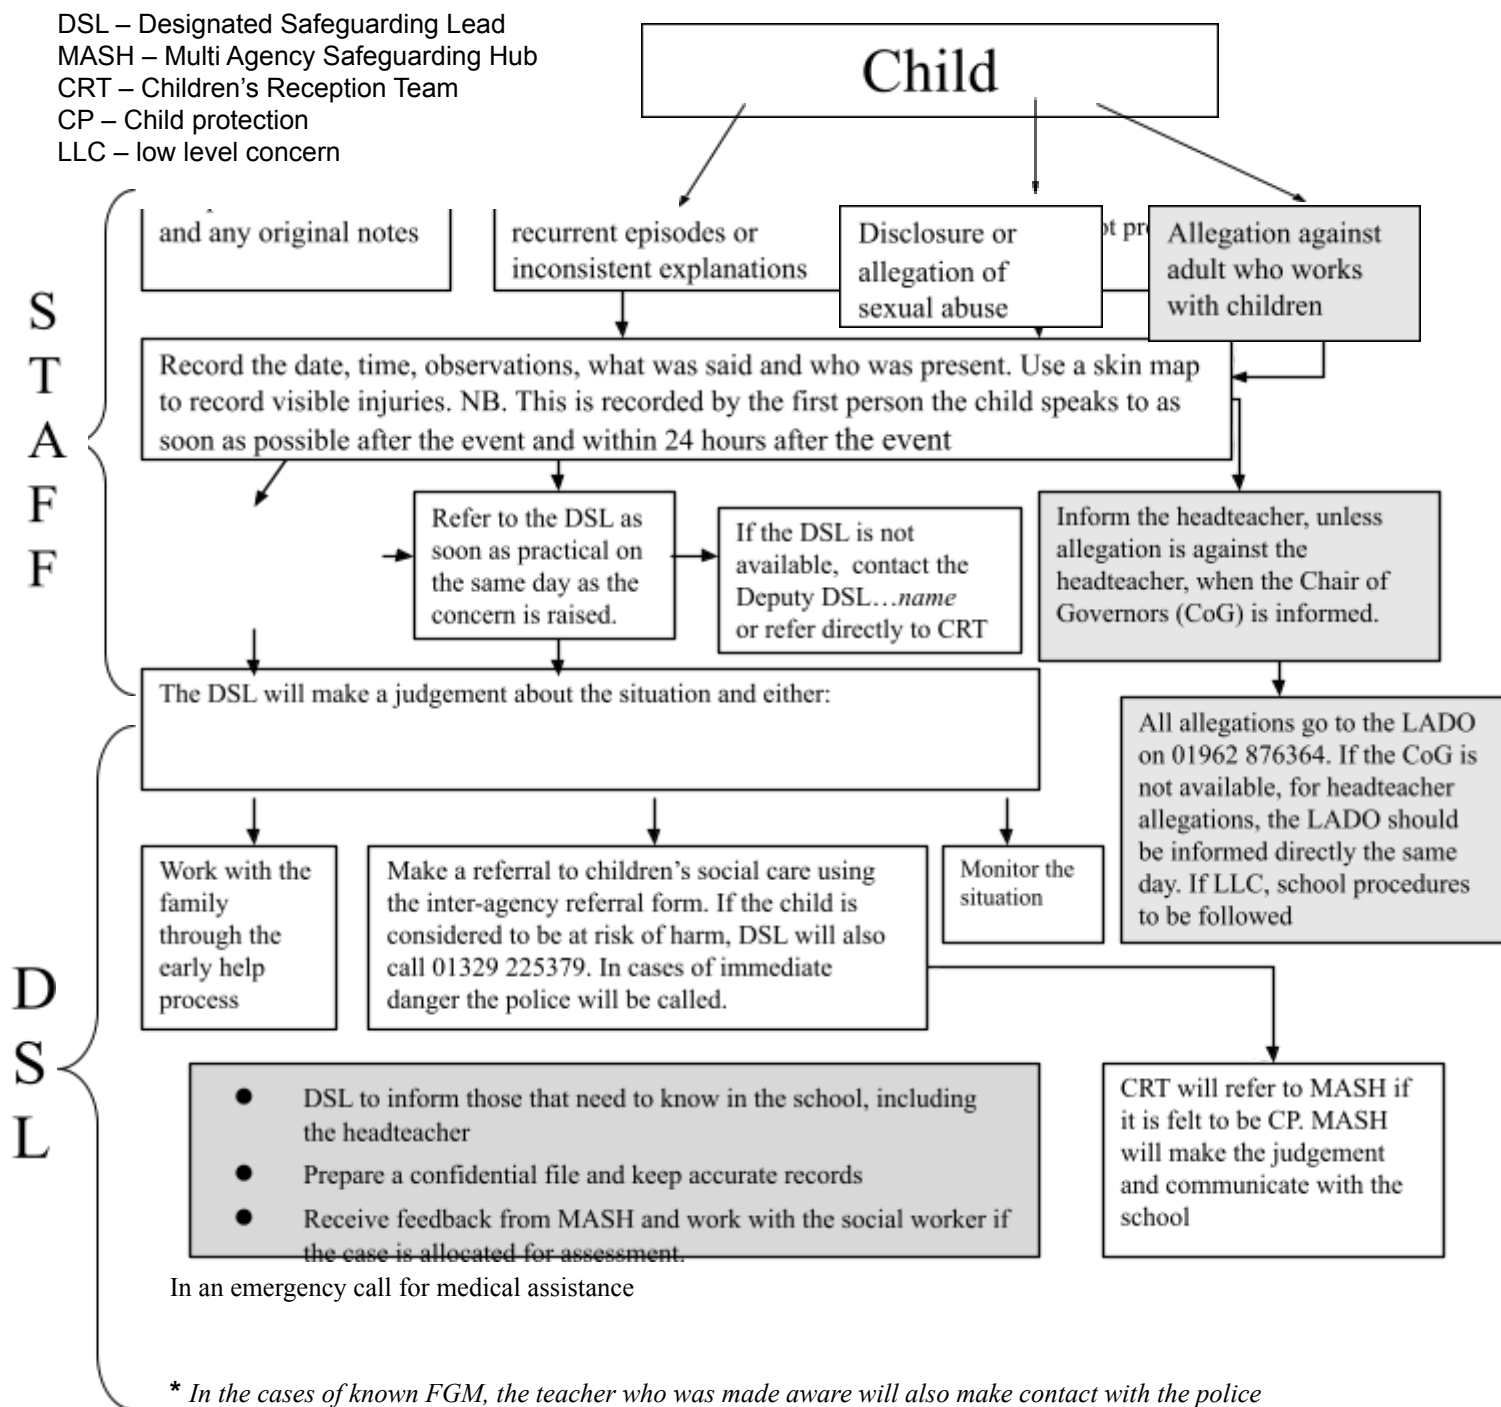 DSL – Designated Safeguarding Lead
MASH – Multi Agency Safeguarding Hub
CRT – Children's Reception Team
CP – Child protection
LLC – low level concern
Child
STAFF
and any original notes
recurrent episodes or
inconsistent explanations
Disclosure or
allegation of
sexual abuse
Allegation against
adult who works
with children
Record the date, time, observations, what was said and who was present. Use a skin map
to record visible injuries. NB. This is recorded by the first person the child speaks to as
soon as possible after the event and within 24 hours after the event
Refer to the DSL as
soon as practical on
the same day as the
concern is raised.
If the DSL is not
available, contact the
Deputy DSL…name
or refer directly to CRT
Inform the headteacher, unless
allegation is against the
headteacher, when the Chair of
Governors (CoG) is informed.
The DSL will make a judgement about the situation and either:
All allegations go to the LADO
on 01962 876364. If the CoG is
not available, for headteacher
allegations, the LADO should
be informed directly the same
day. If LLC, school procedures
to be followed
DSL
Work with the
family
through the
early help
process
Make a referral to children's social care using
the inter-agency referral form. If the child is
considered to be at risk of harm, DSL will also
call 01329 225379. In cases of immediate
danger the police will be called.
Monitor the
situation
● DSL to inform those that need to know in the school, including
the headteacher
● Prepare a confidential file and keep accurate records
● Receive feedback from MASH and work with the social worker if
the case is allocated for assessment.
CRT will refer to MASH if
it is felt to be CP. MASH
will make the judgement
and communicate with the
school
In an emergency call for medical assistance
* In the cases of known FGM, the teacher who was made aware will also make contact with the police